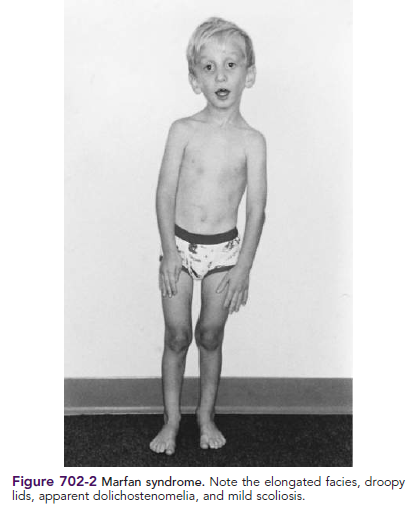 Figure 702-2 Marfan syndrome. Note the elongated facies, droopy
lids, apparent dolichostenomelia, and mild scoliosis.